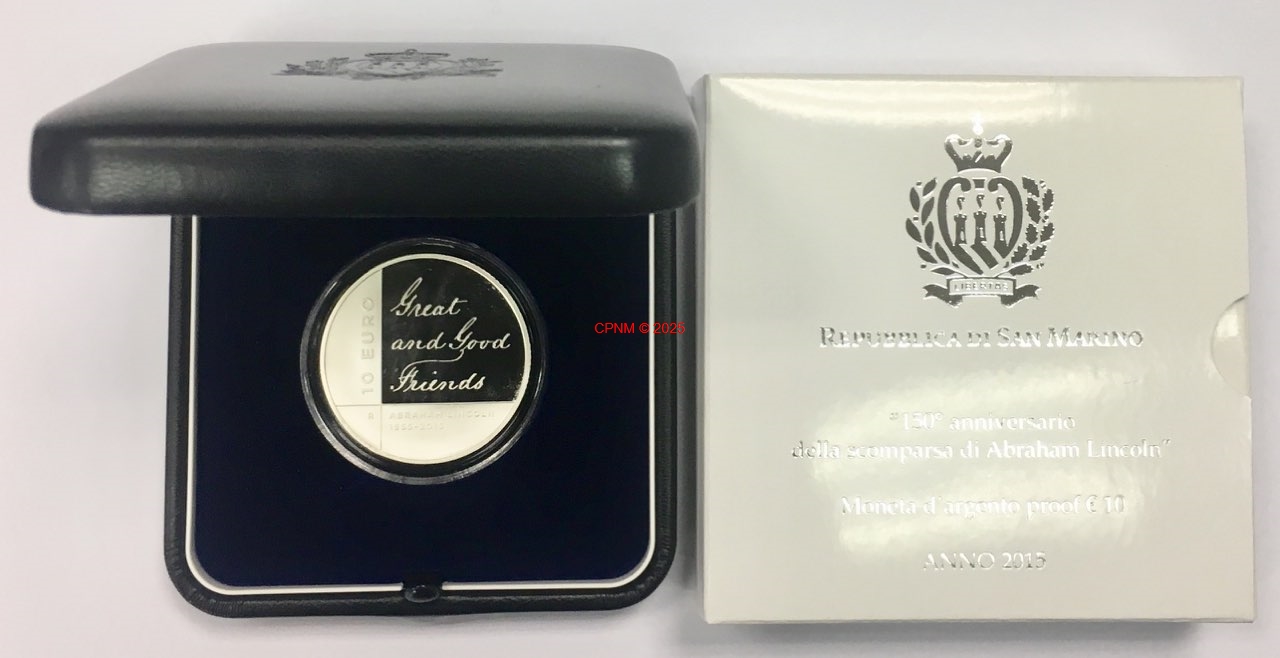 10 EURO
Great
and Good
Friends
R ABRAHAM LINCOLN
1865-2015
CPNM © 2025
LIBERTAS
REPUBBLICA DI SAN MARINO
"150° anniversario
della scomparsa di Abraham Lincoln"
Moneta d'argento proof € 10
ANNO 2015